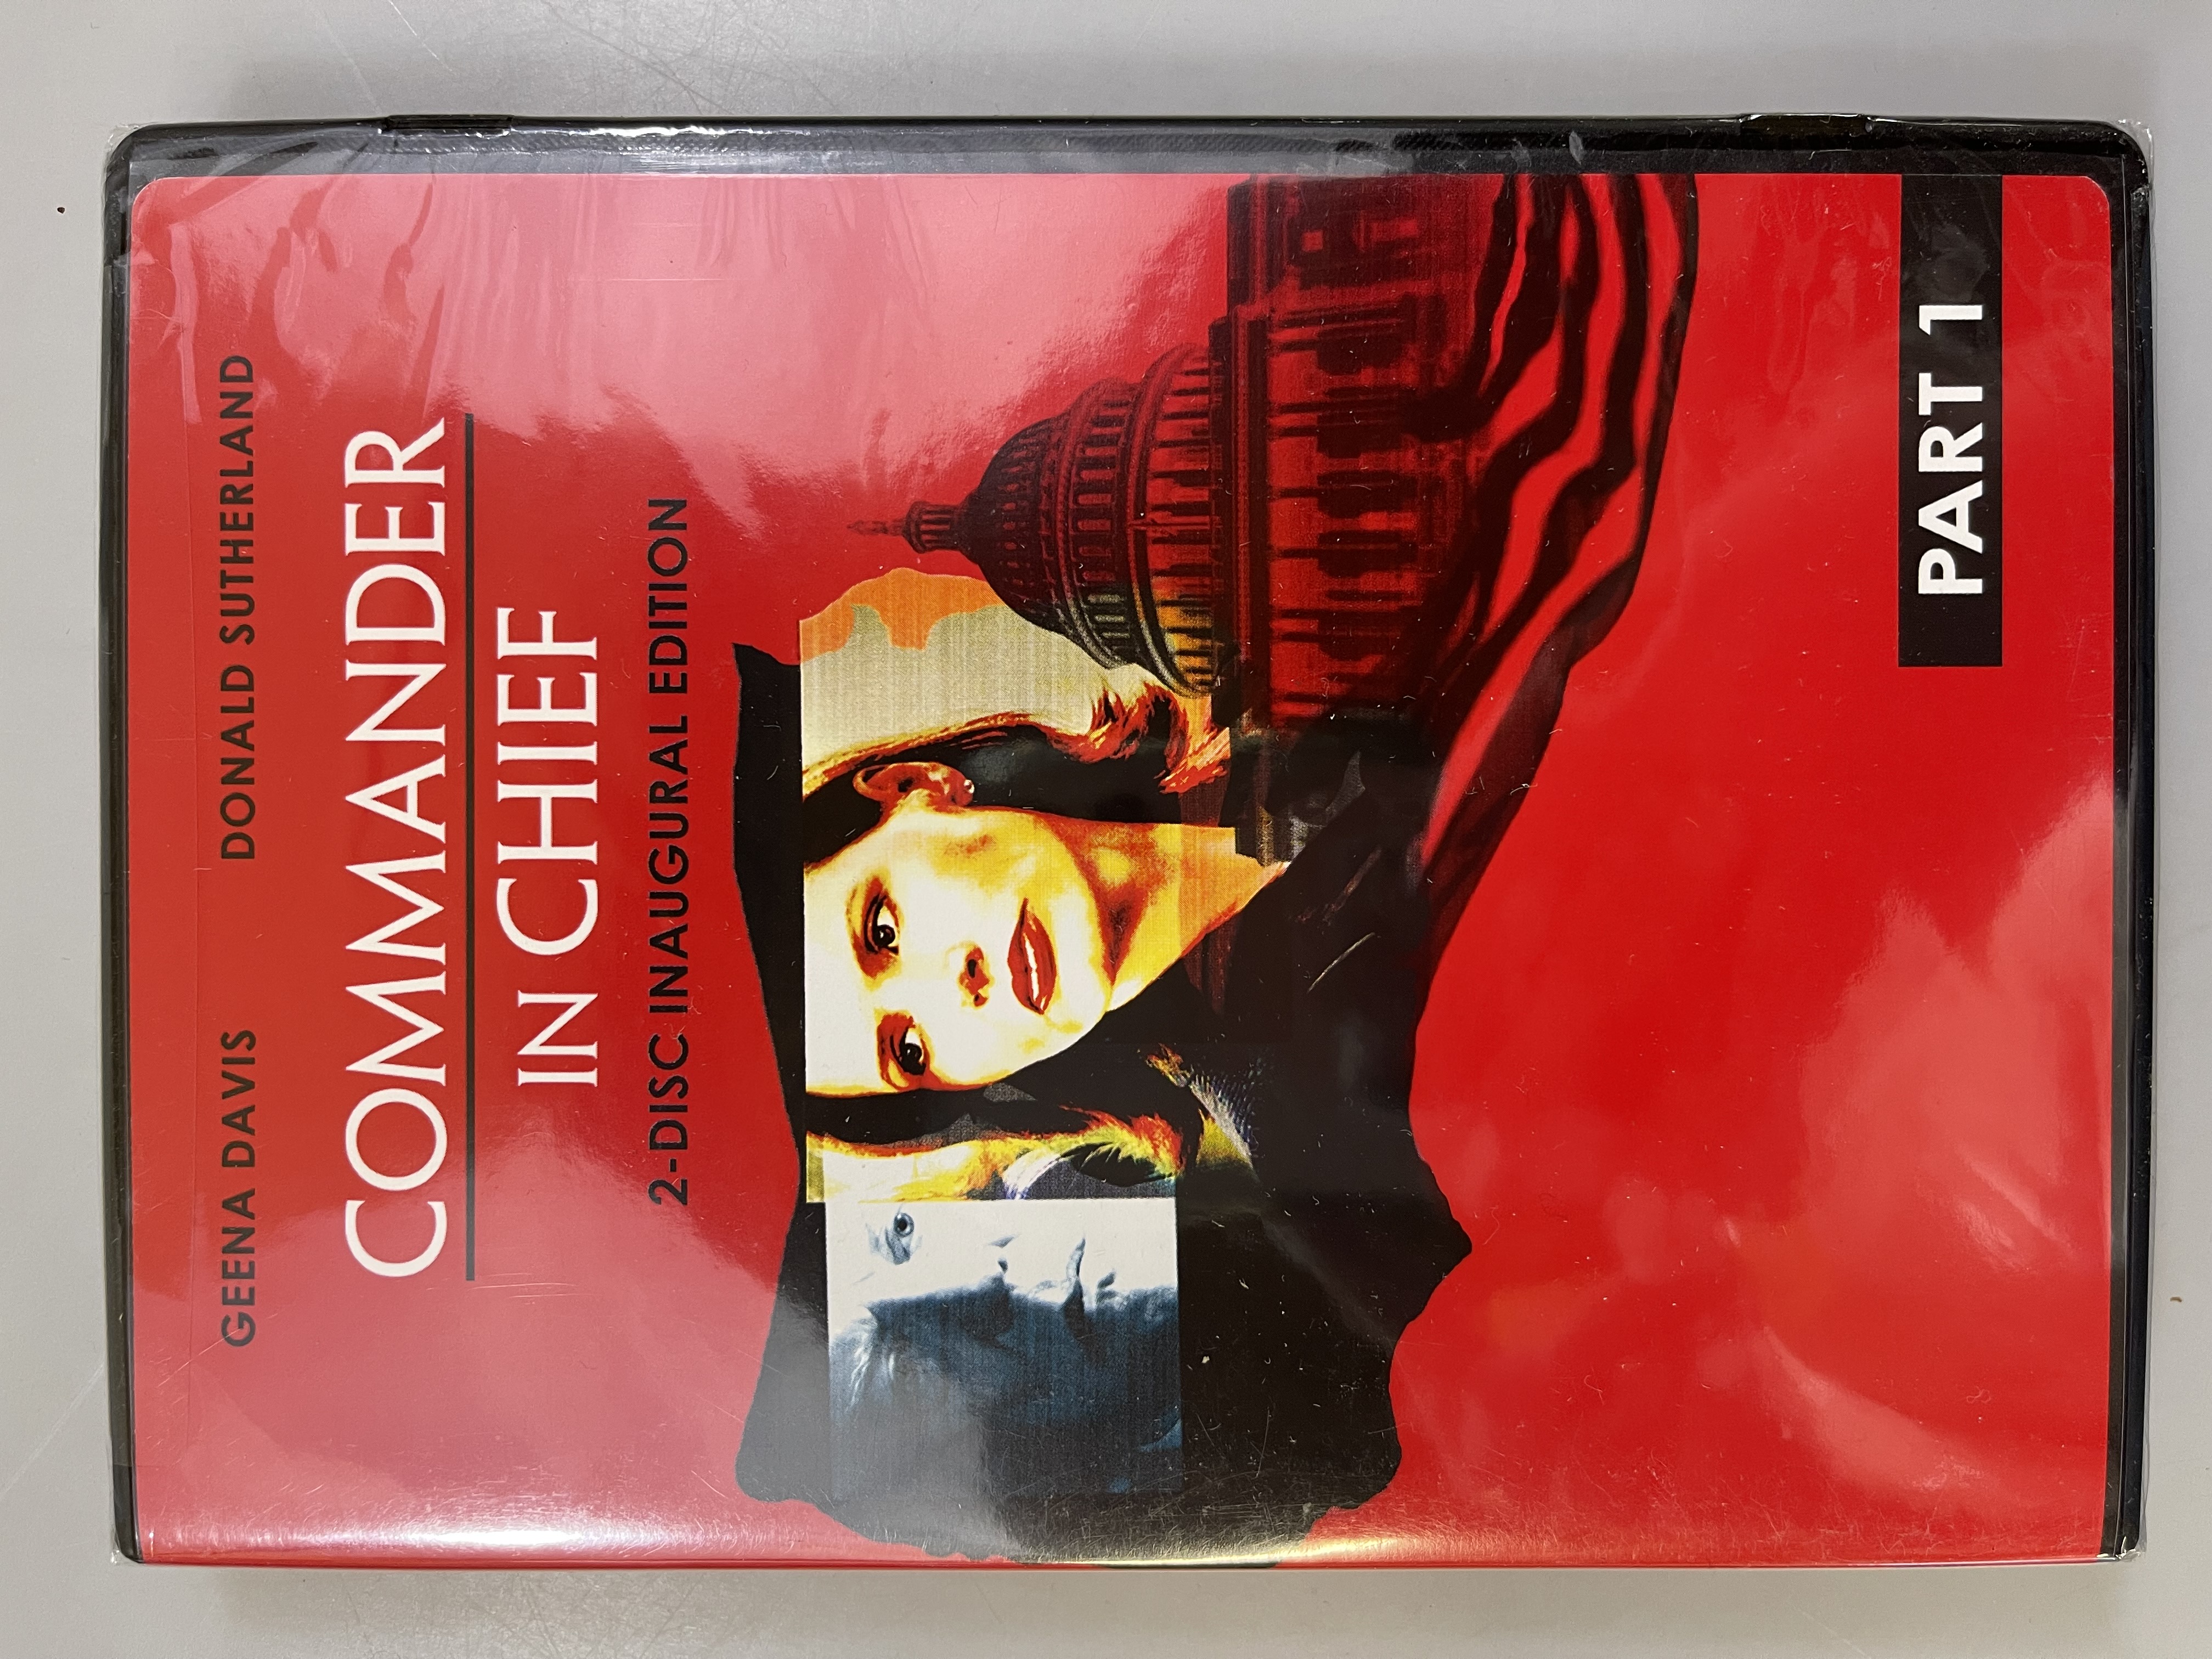 GEENA DAVIS DONALD SUTHERLAND
COMMANDER
IN CHIEF
2-DISC INAUGURAL EDITION
PART 1